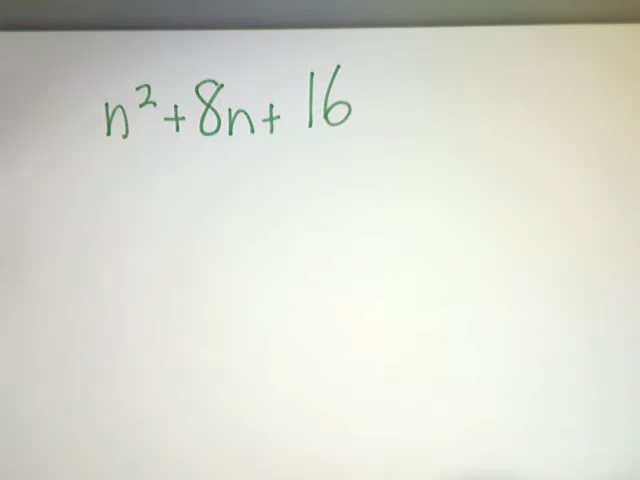 n² + 8n + 16